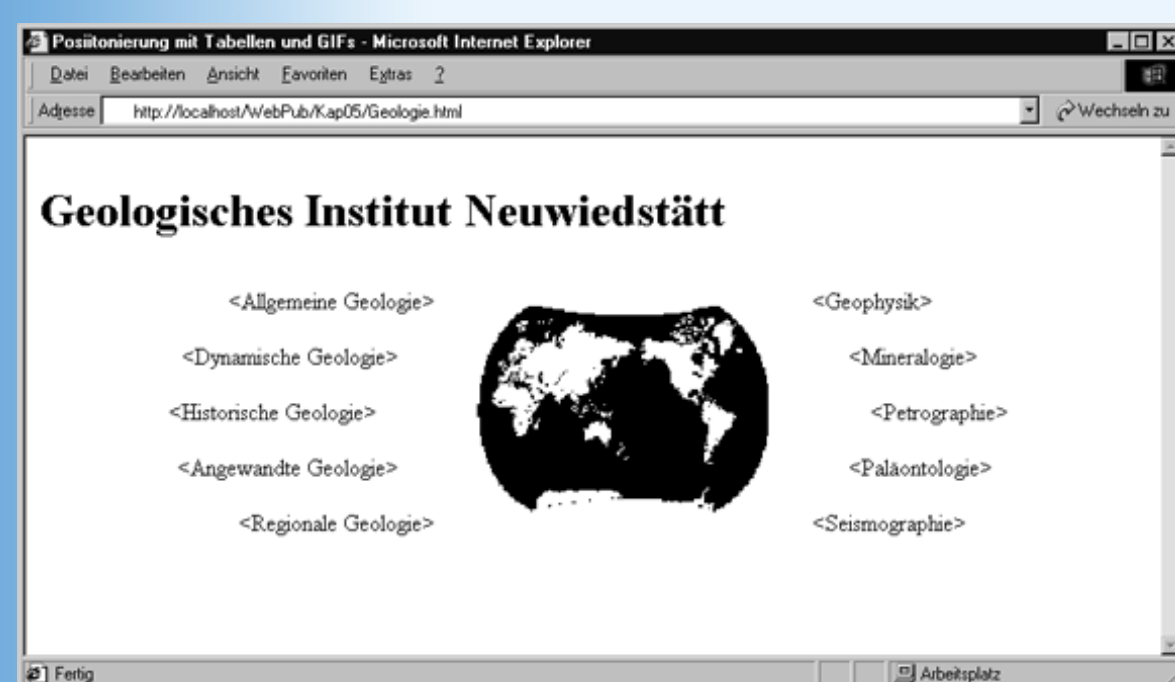 Posiitonierung mit Tabellen und GIFs - Microsoft Internet Explorer
Datei Bearbeiten Ansicht Favoriten Extras ?
Adresse http://localhost/WebPub/Kap05/Geologie.html Wechseln zu
Geologisches Institut Neuwiedstätt
<Allgemeine Geologie> <Geophysik>
<Dynamische Geologie> <Mineralogie>
<Historische Geologie> <Petrographie>
<Angewandte Geologie> <Paläontologie>
<Regionale Geologie> <Seismographie>
Fertig Arbeitsplatz